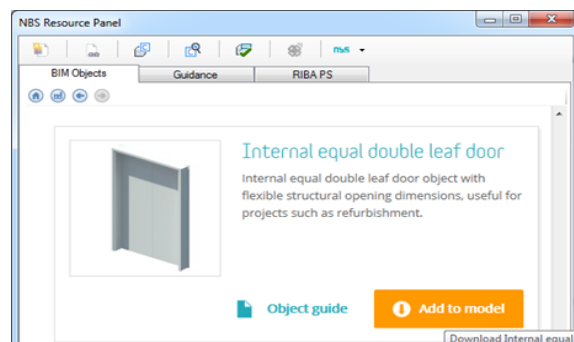 NBS Resource Panel
nbs
BIM Objects Guidance RIBA PS
Internal equal double leaf door
Internal equal double leaf door object with
flexible structural opening dimensions, useful for
projects such as refurbishment.
Object guide Add to model
Download Internal equal